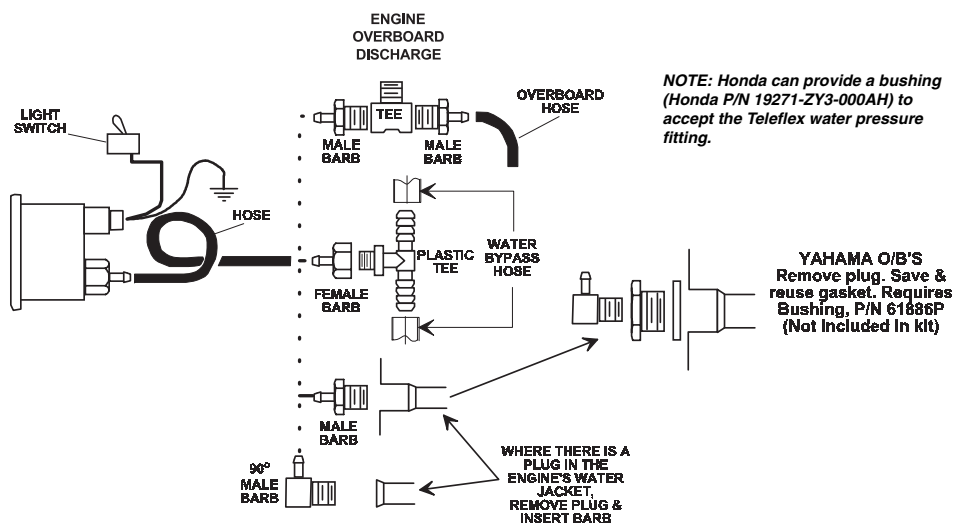 ENGINE
OVERBOARD
DISCHARGE
NOTE: Honda can provide a bushing
(Honda P/N 19271-ZY3-000AH) to
accept the Teleflex water pressure
fitting.
LIGHT
SWITCH
TEE
OVERBOARD
HOSE
MALE
BARB
MALE
BARB
HOSE
PLASTIC
TEE
WATER
BYPASS
HOSE
FEMALE
BARB
YAHAMA O/B'S
Remove plug. Save &
reuse gasket. Requires
Bushing, P/N 61886P
(Not Included In kit)
MALE
BARB
90°
MALE
BARB
WHERE THERE IS A
PLUG IN THE
ENGINE'S WATER
JACKET,
REMOVE PLUG &
INSERT BARB